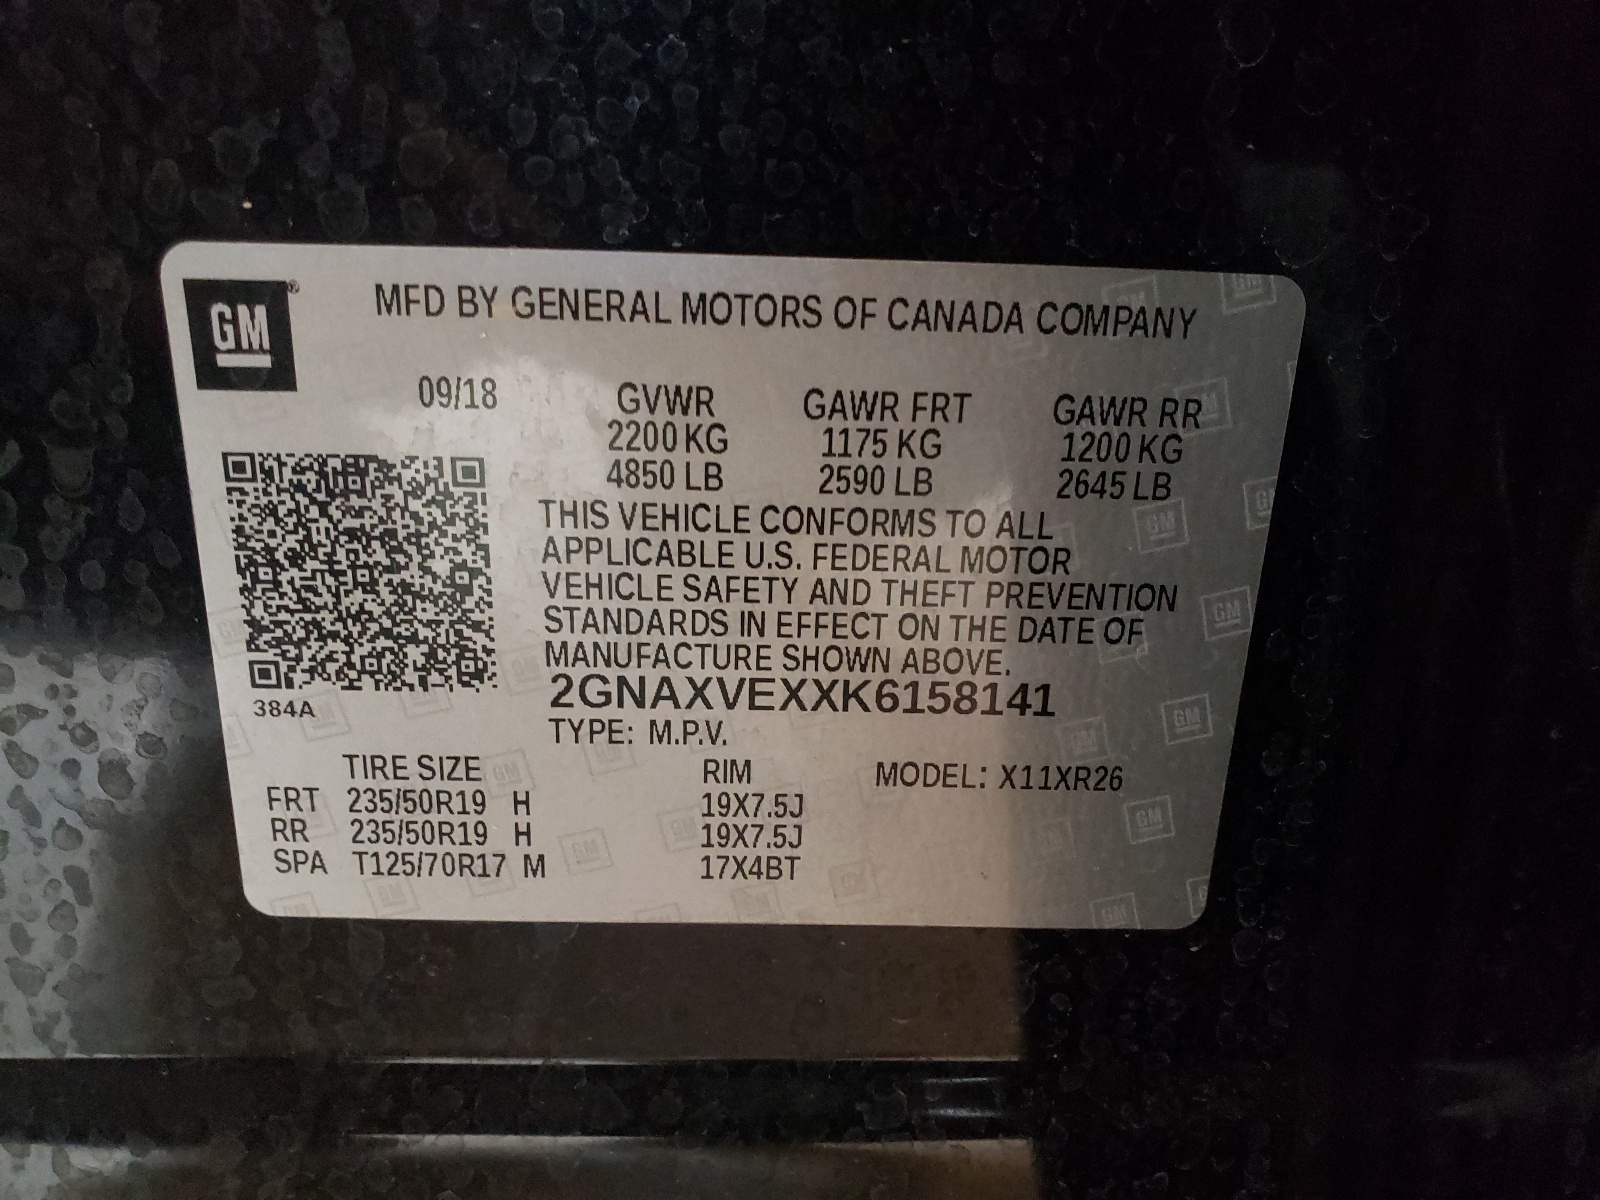 GM®
MFD BY GENERAL MOTORS OF CANADA COMPANY
09/18 GVWR GAWR FRT GAWR RR
2200 KG 1175 KG 1200 KG
4850 LB 2590 LB 2645 LB
THIS VEHICLE CONFORMS TO ALL
APPLICABLE U.S. FEDERAL MOTOR
VEHICLE SAFETY AND THEFT PREVENTION
STANDARDS IN EFFECT ON THE DATE OF
MANUFACTURE SHOWN ABOVE.
2GNAXVEXXK6158141
384A
TYPE: M.P.V.
TIRE SIZE RIM MODEL: X11XR26
FRT 235/50R19 H 19X7.5J
RR 235/50R19 H 19X7.5J
SPA T125/70R17 M 17X4BT